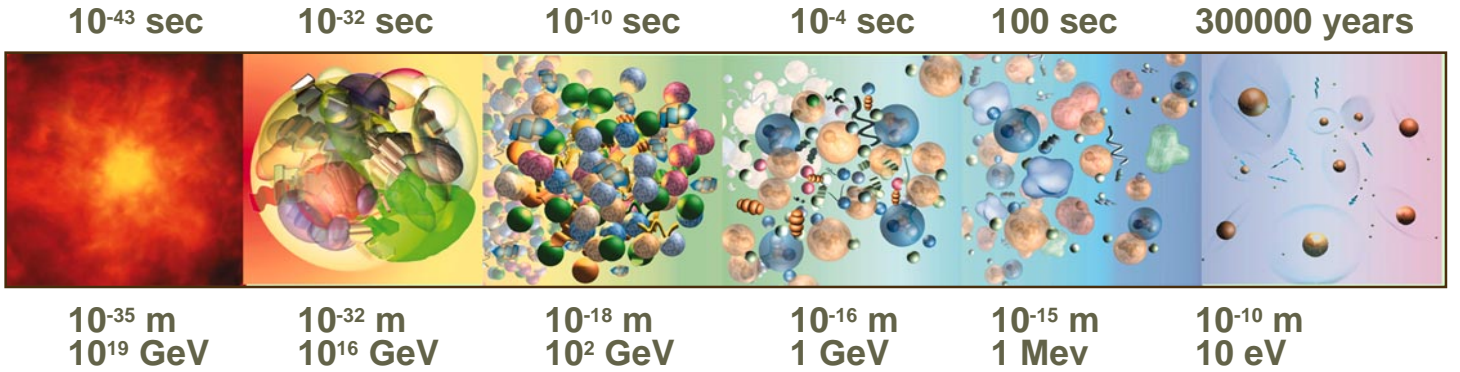 10⁻⁴³ sec 10⁻³² sec 10⁻¹⁰ sec 10⁻⁴ sec 100 sec 300000 years
10⁻³⁵ m 10⁻³² m 10⁻¹⁸ m 10⁻¹⁶ m 10⁻¹⁵ m 10⁻¹⁰ m
10¹⁹ GeV 10¹⁶ GeV 10² GeV 1 GeV 1 Mev 10 eV